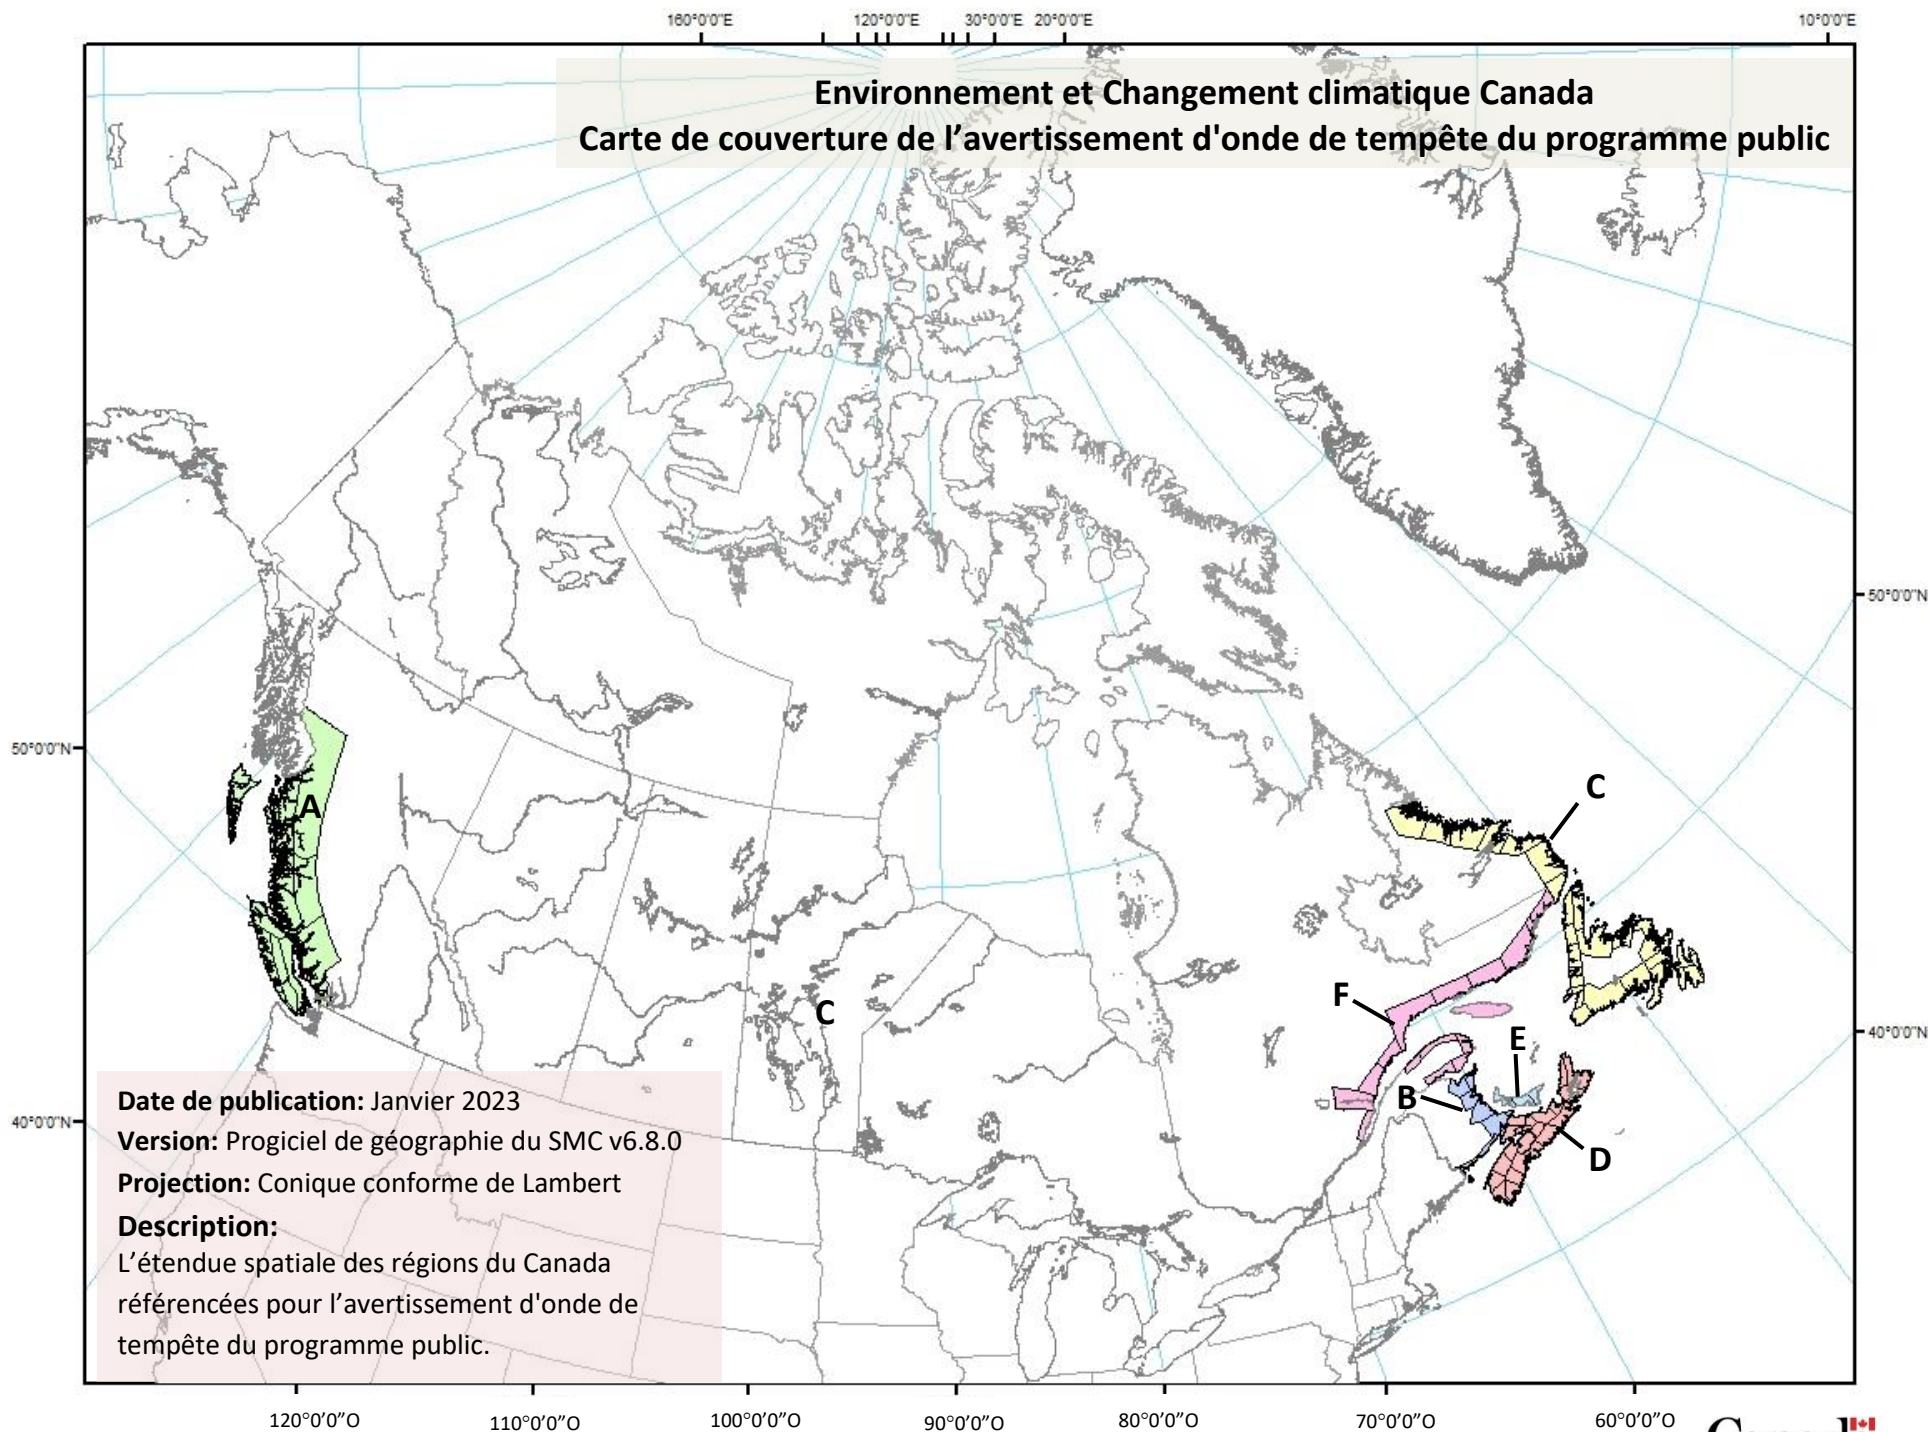 160°0'0"E 120°0'0"E 30°0'0"E 20°0'0"E 10°0'0"E
Environnement et Changement climatique Canada
Carte de couverture de l’avertissement d'onde de tempête du programme public
50°0'0"N
50°0'0"N
A
C
C
F
E
40°0'0"N
B
D
40°0'0"N
Date de publication: Janvier 2023
Version: Progiciel de géographie du SMC v6.8.0
Projection: Conique conforme de Lambert
Description:
L’étendue spatiale des régions du Canada
référencées pour l’avertissement d'onde de
tempête du programme public.
120°0’0”O 110°0’0”O 100°0’0”O 90°0’0”O 80°0’0”O 70°0’0”O 60°0’0”O